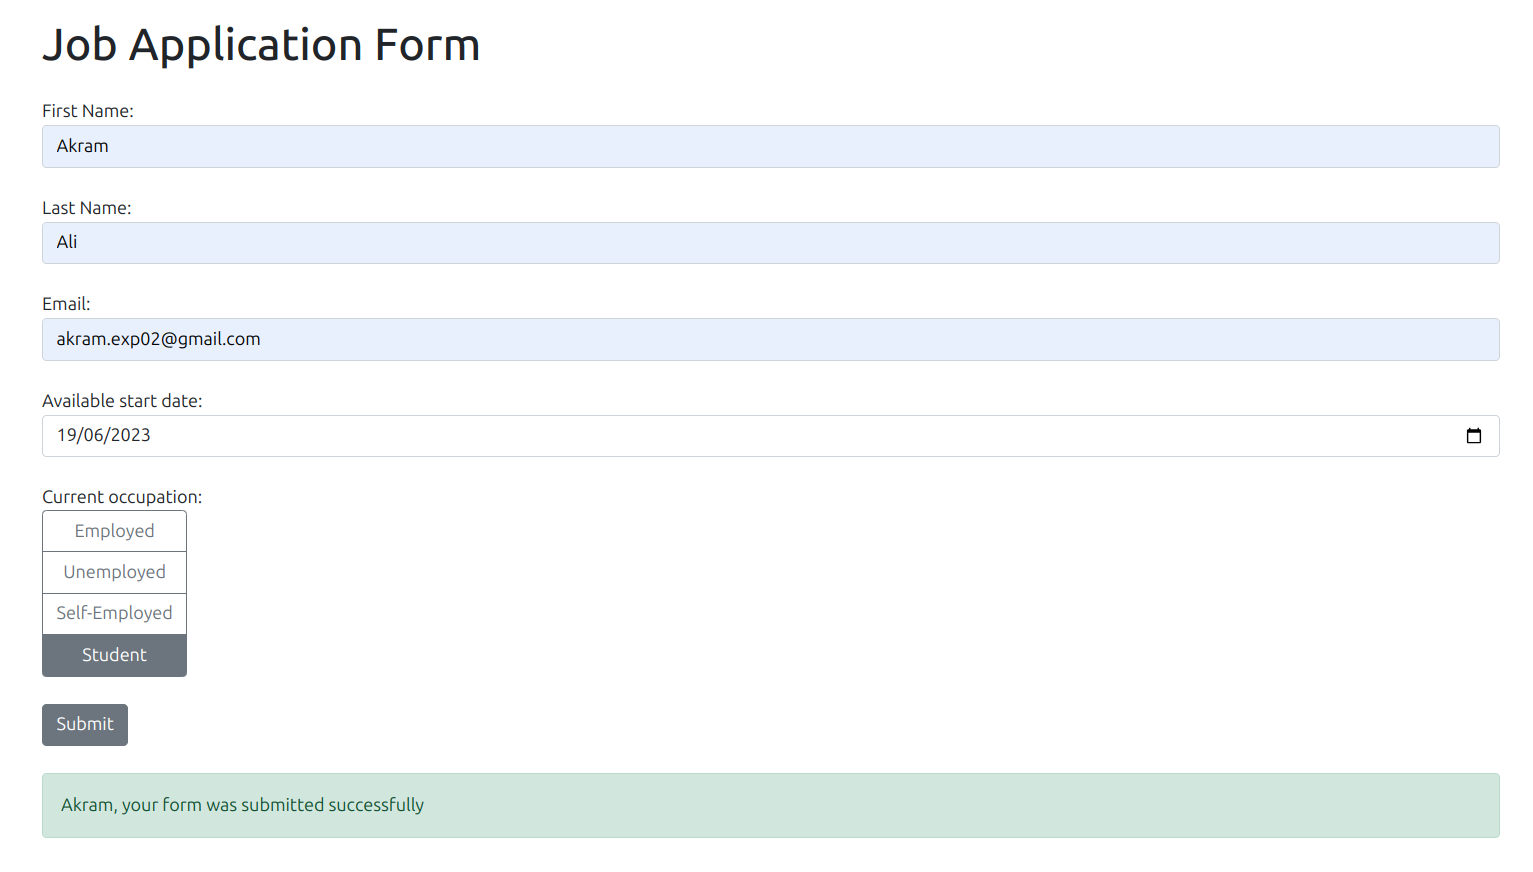 Job Application Form
First Name:
Akram
Last Name:
Ali
Email:
akram.exp02@gmail.com
Available start date:
19/06/2023
Current occupation:
Employed
Unemployed
Self-Employed
Student
Submit
Akram, your form was submitted successfully